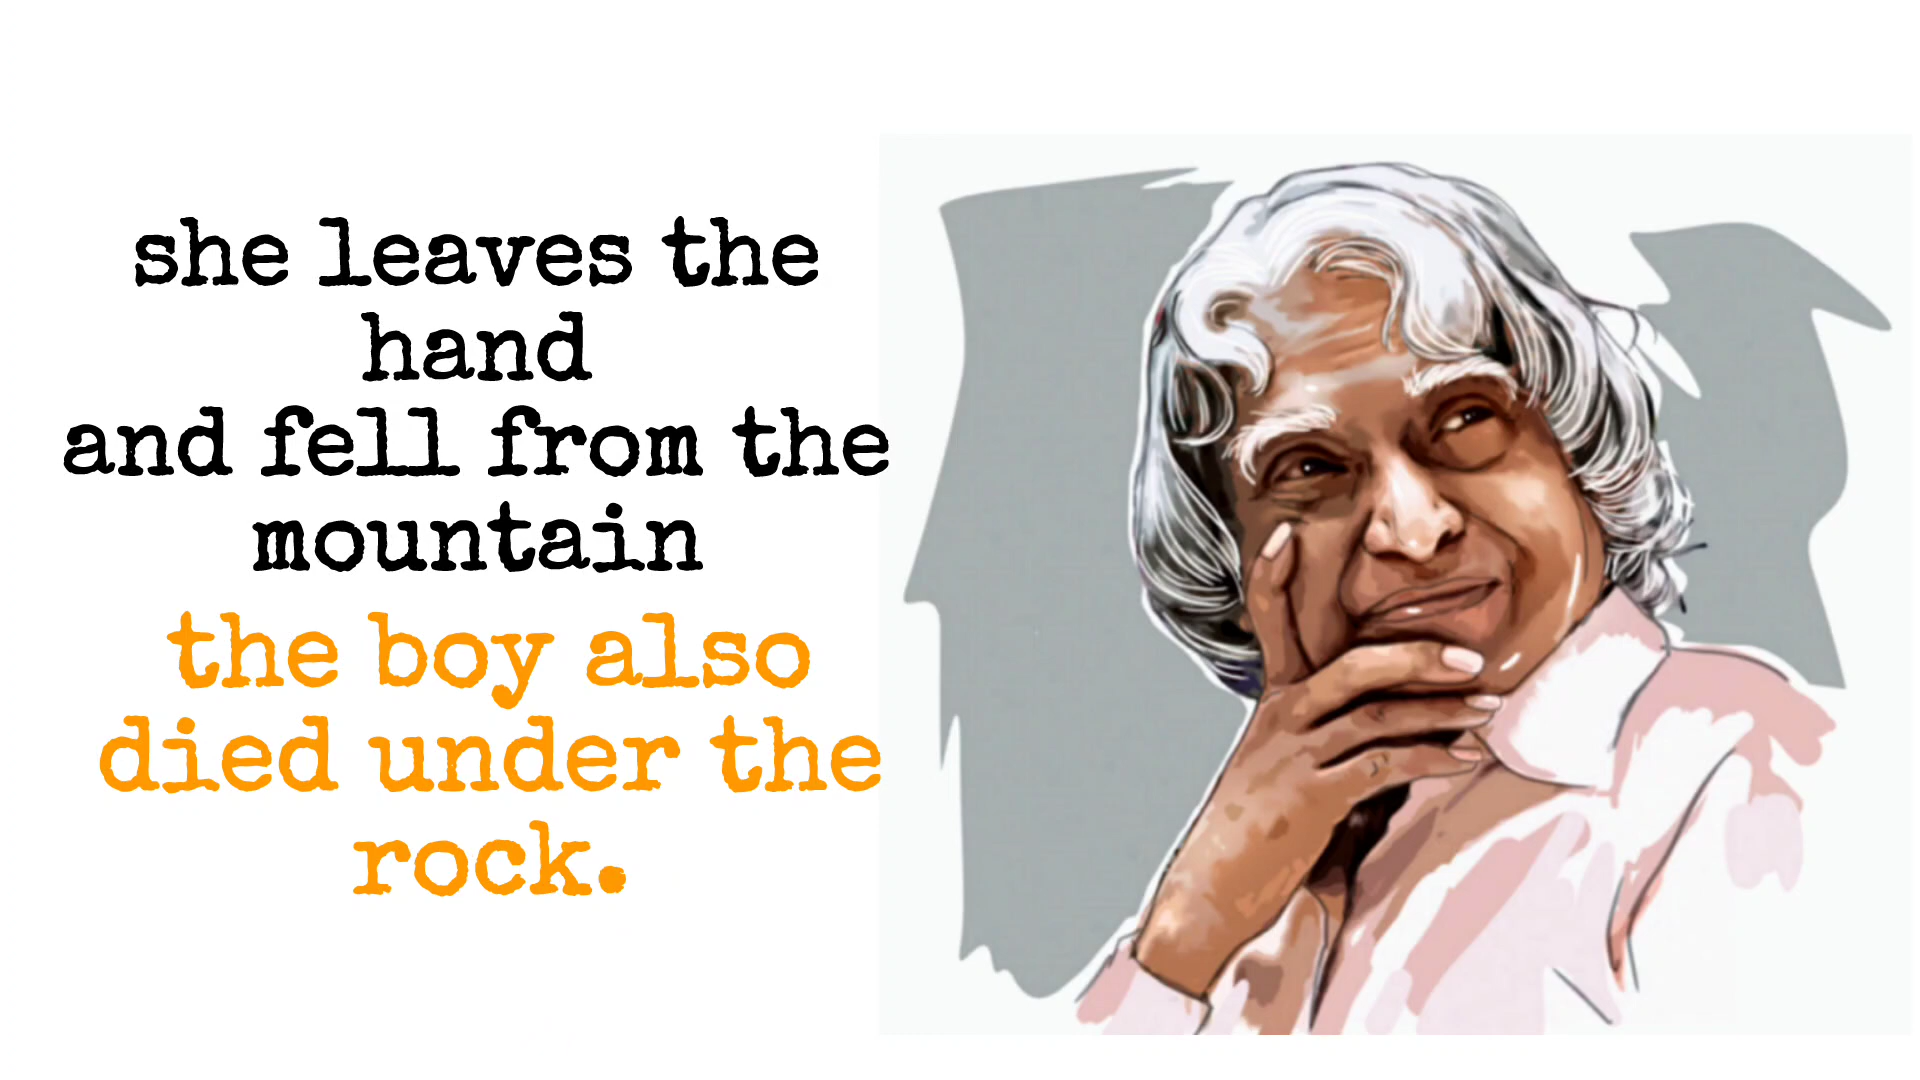 she leaves the
hand
and fell from the
mountain
the boy also
died under the
rock.